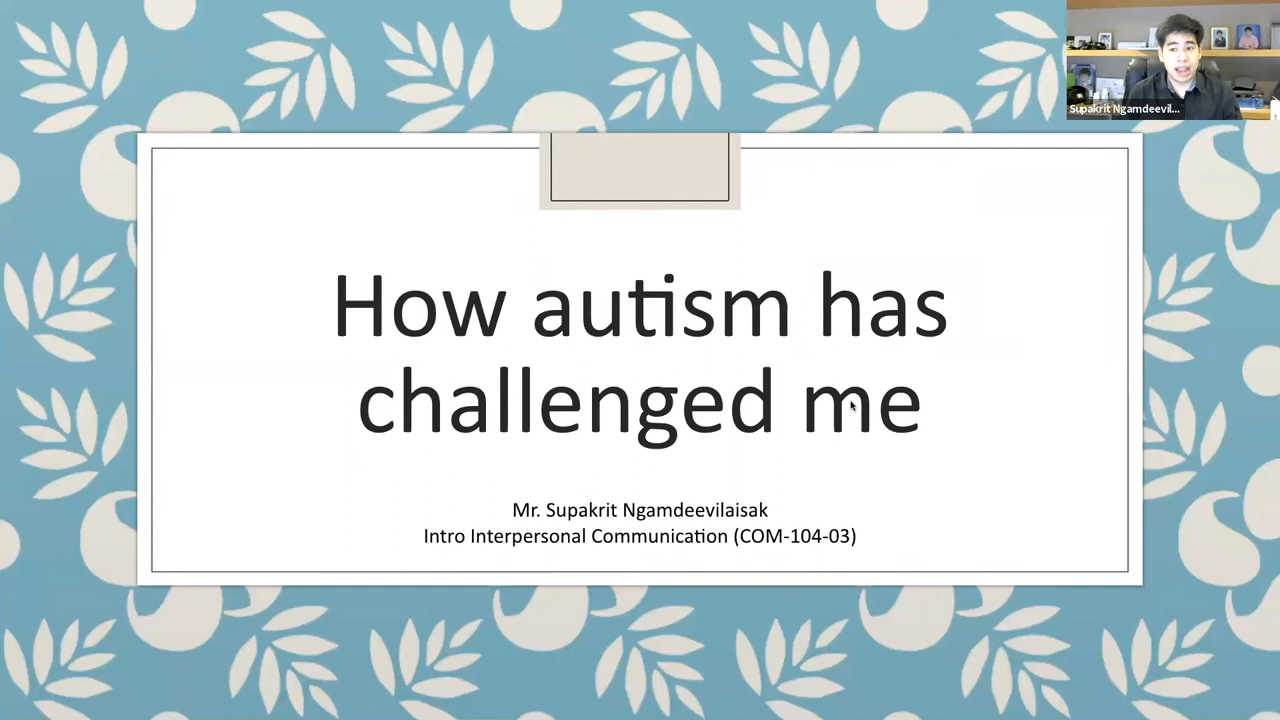 Supakrit Ngamdeevil...
How autism has
challenged me
Mr. Supakrit Ngamdeevilaisak
Intro Interpersonal Communication (COM-104-03)